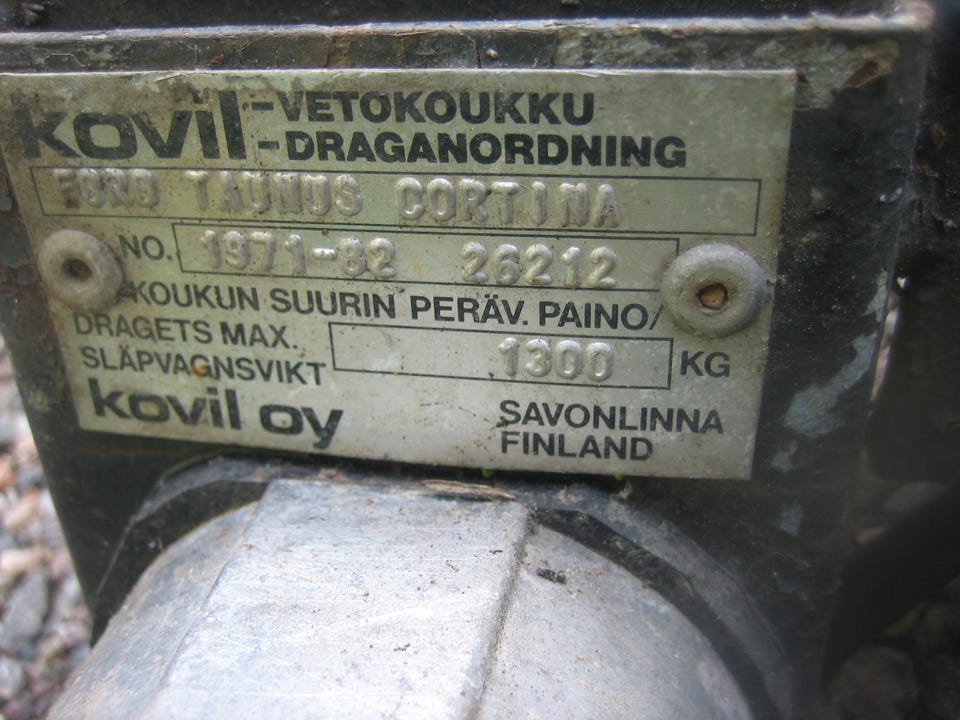 kovil -VETOKOUKKU
-DRAGANORDNING
FORD TAUNUS CORTINA
NO. 1971-82 26212
KOUKUN SUURIN PERÄV. PAINO/
DRAGETS MAX.
SLÄPVAGNSVIKT 1300 KG
kovil oy SAVONLINNA
FINLAND